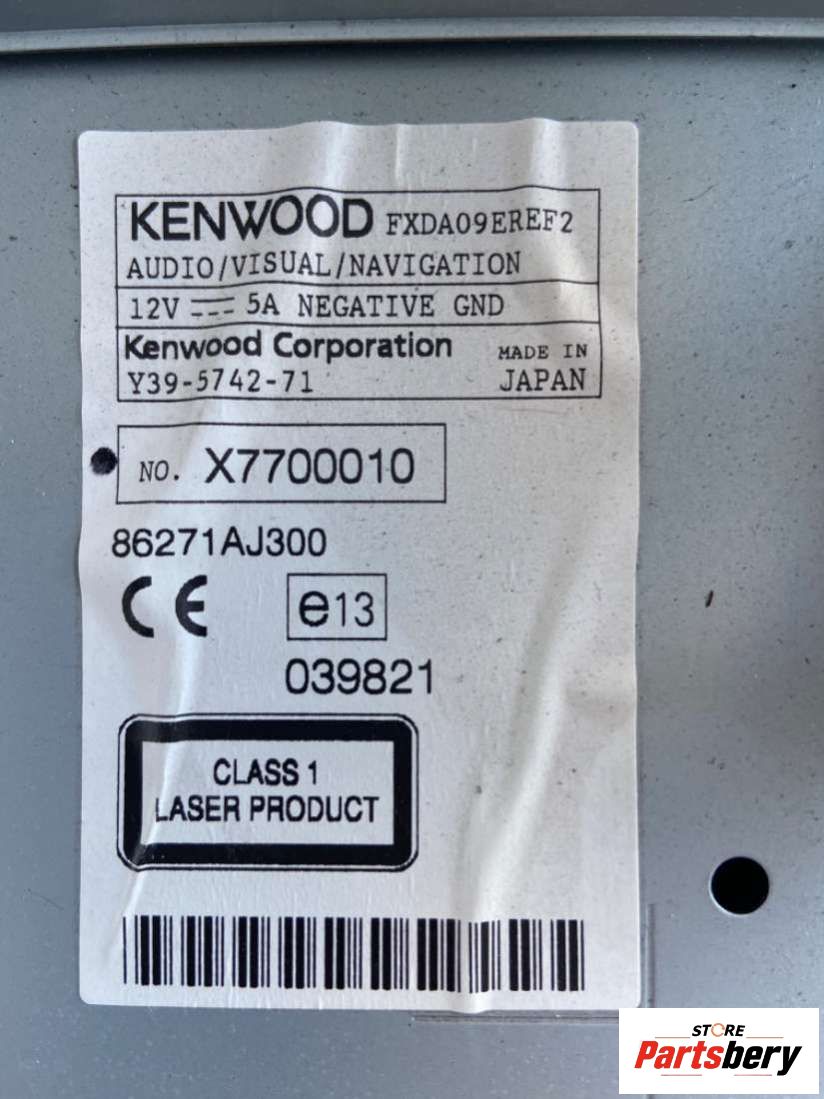 KENWOOD FXDA09EREF2
AUDIO/VISUAL/NAVIGATION
12V ⎓ 5A NEGATIVE GND
Kenwood Corporation MADE IN
Y39-5742-71 JAPAN
NO. X7700010
86271AJ300
CE e13
039821
CLASS 1
LASER PRODUCT
STORE
Partsbery